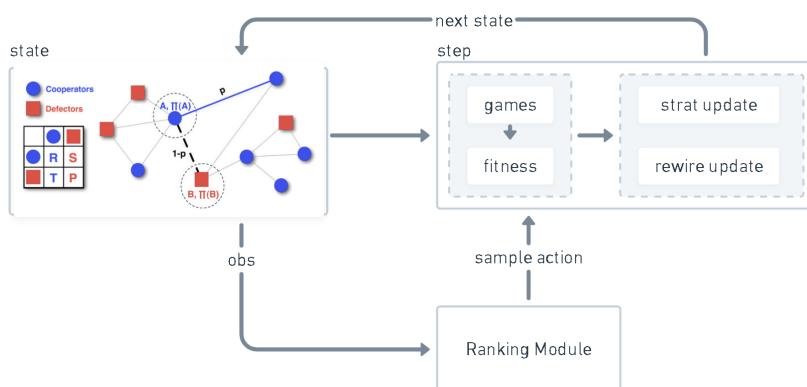 next state
state
step
Cooperators
Defectors
R S
T P
A, ∏(A)
p
1-p
B, ∏(B)
games
fitness
strat update
rewire update
obs
sample action
Ranking Module